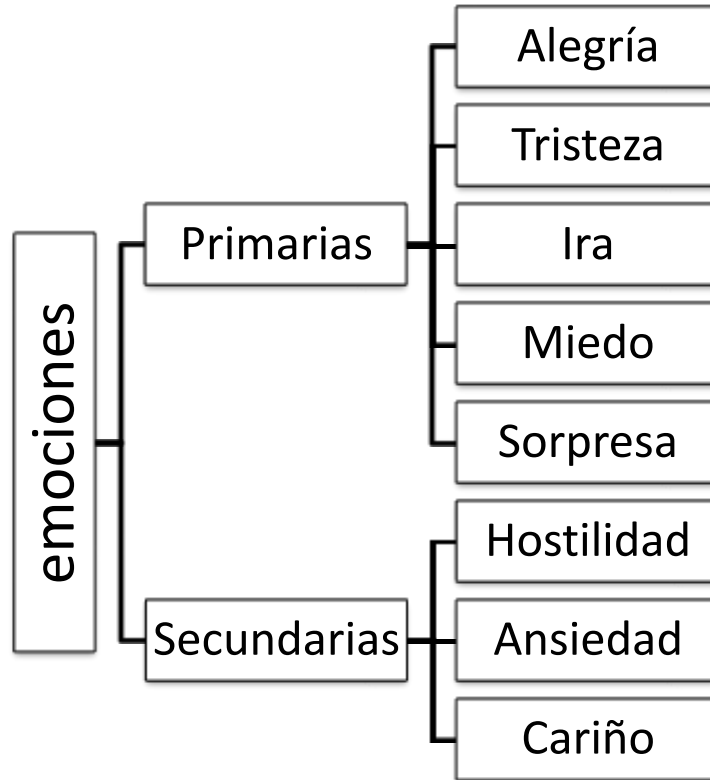 emociones
Primarias
Alegría
Tristeza
Ira
Miedo
Sorpresa
Secundarias
Hostilidad
Ansiedad
Cariño